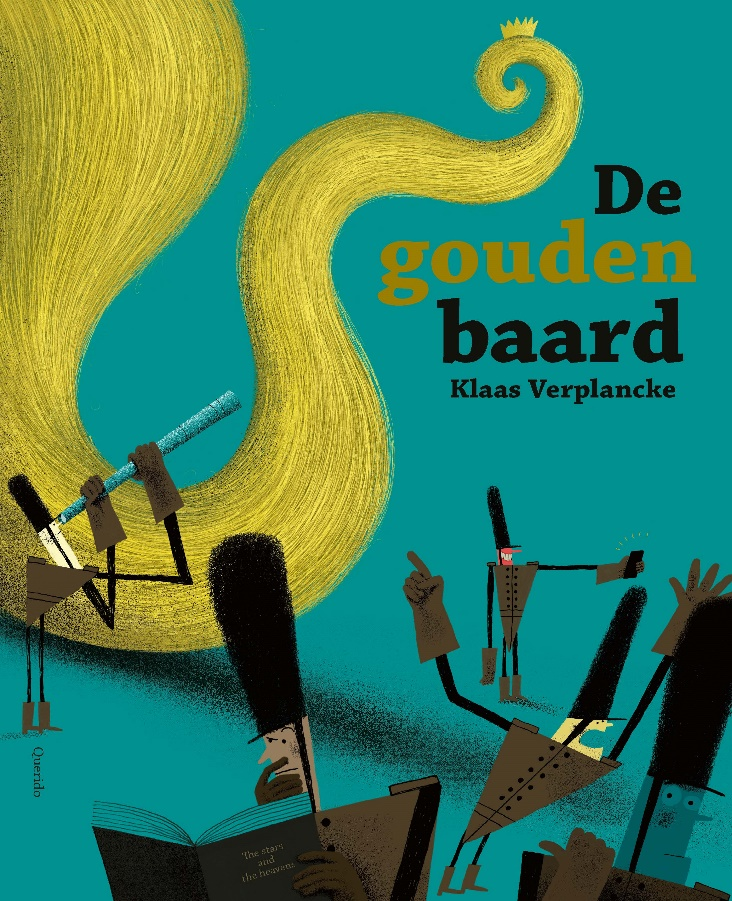 De
gouden
baard
Klaas Verplancke
Querido
The stars
and
the heavens